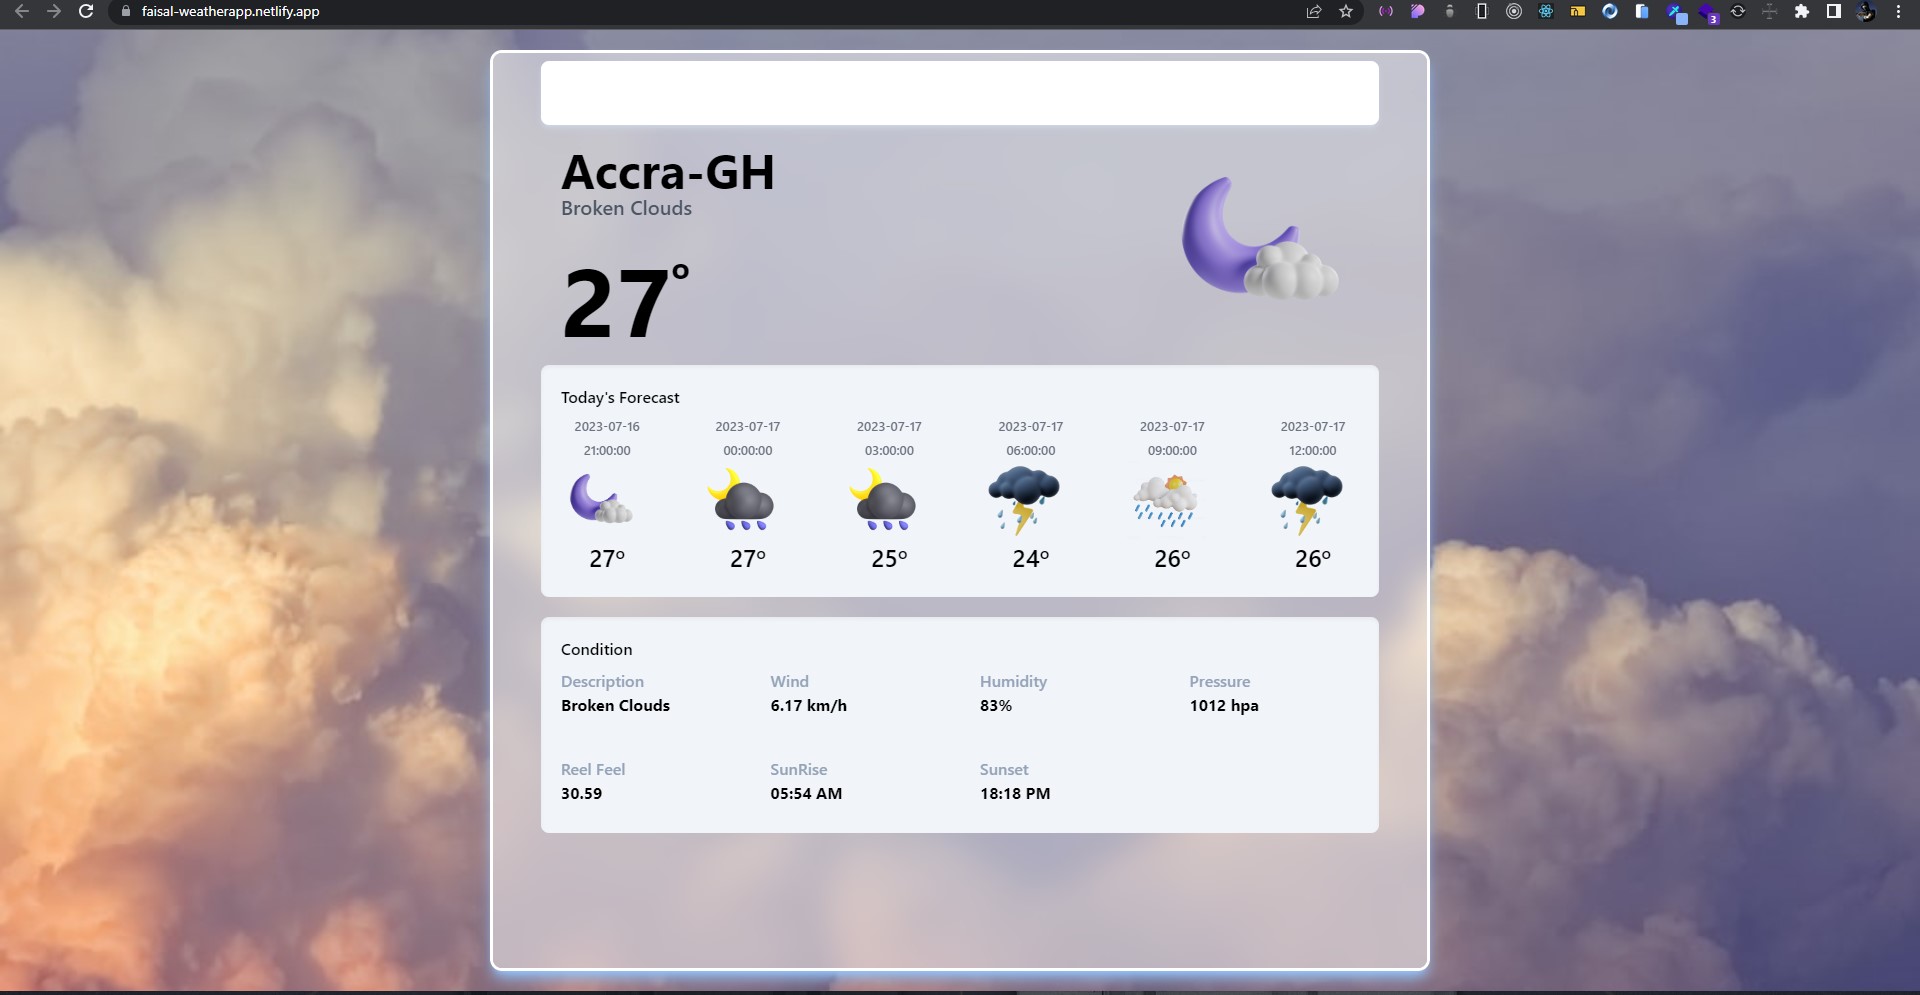 faisal-weatherapp.netlify.app
3
Accra-GH
Broken Clouds
27°
Today's Forecast
2023-07-16 2023-07-17 2023-07-17 2023-07-17 2023-07-17 2023-07-17
21:00:00 00:00:00 03:00:00 06:00:00 09:00:00 12:00:00
27° 27° 25° 24° 26° 26°
Condition
Description Wind Humidity Pressure
Broken Clouds 6.17 km/h 83% 1012 hpa
Reel Feel SunRise Sunset
30.59 05:54 AM 18:18 PM